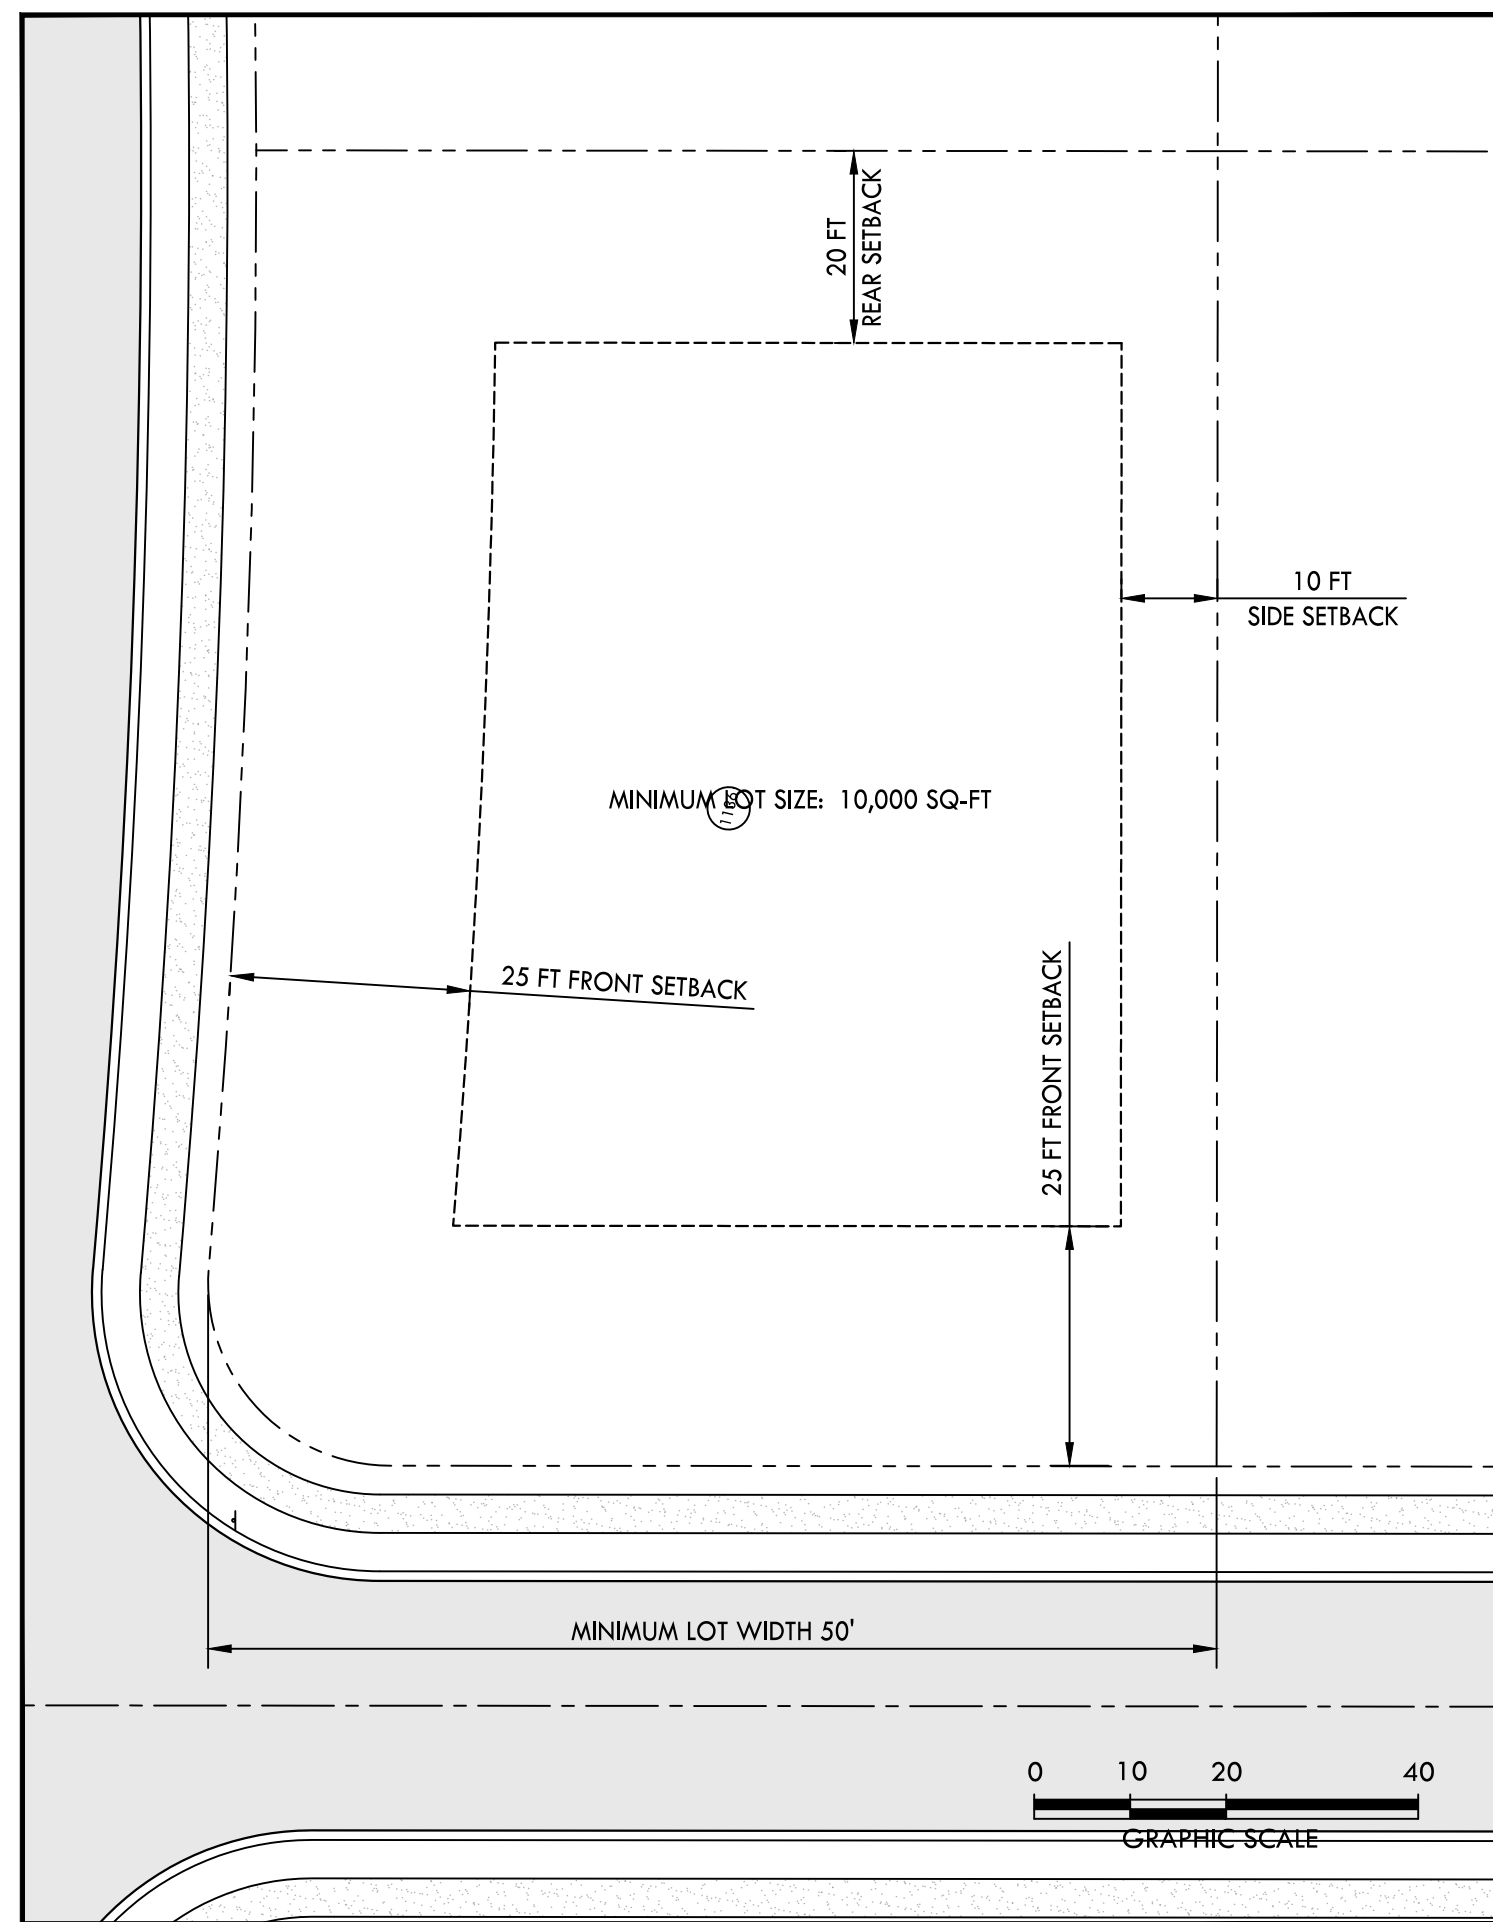 20 FT
REAR SETBACK
10 FT
SIDE SETBACK
MINIMUM LOT SIZE: 10,000 SQ-FT
1186
25 FT FRONT SETBACK
25 FT FRONT SETBACK
MINIMUM LOT WIDTH 50'
0 10 20 40
GRAPHIC SCALE